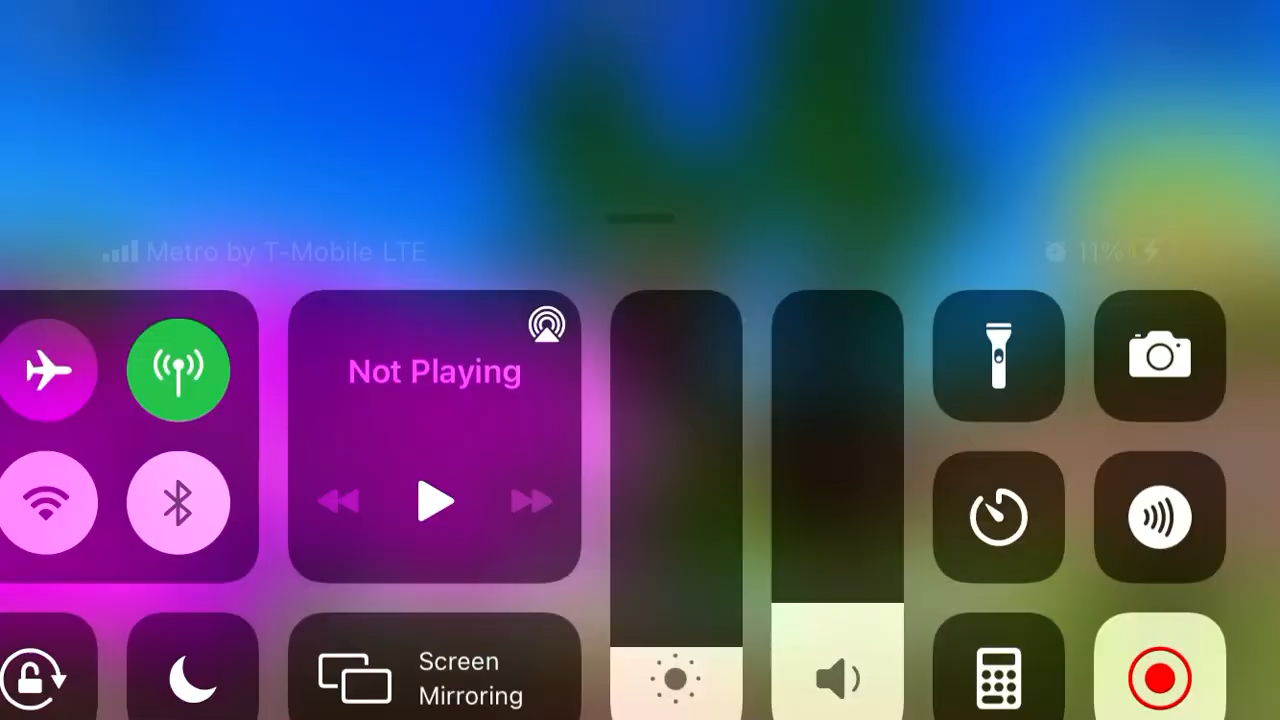 Metro by T-Mobile LTE
11%
Not Playing
Screen
Mirroring